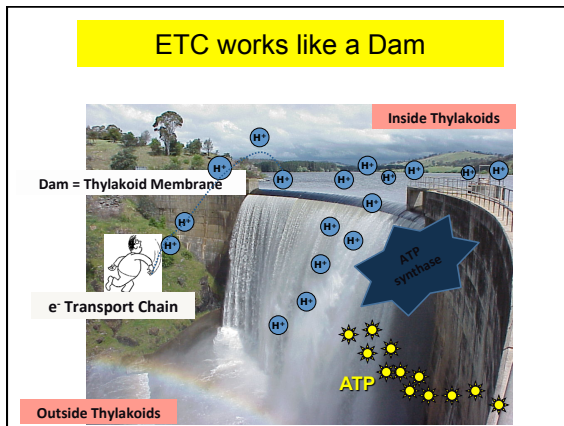 ETC works like a Dam
Inside Thylakoids
H⁺
H⁺
H⁺
H⁺
H⁺
H⁺
H⁺
H⁺
H⁺
Dam = Thylakoid Membrane
H⁺
H⁺
H⁺
H⁺
H⁺
ATP
synthase
H⁺
e⁻ Transport Chain
H⁺
H⁺
ATP
Outside Thylakoids